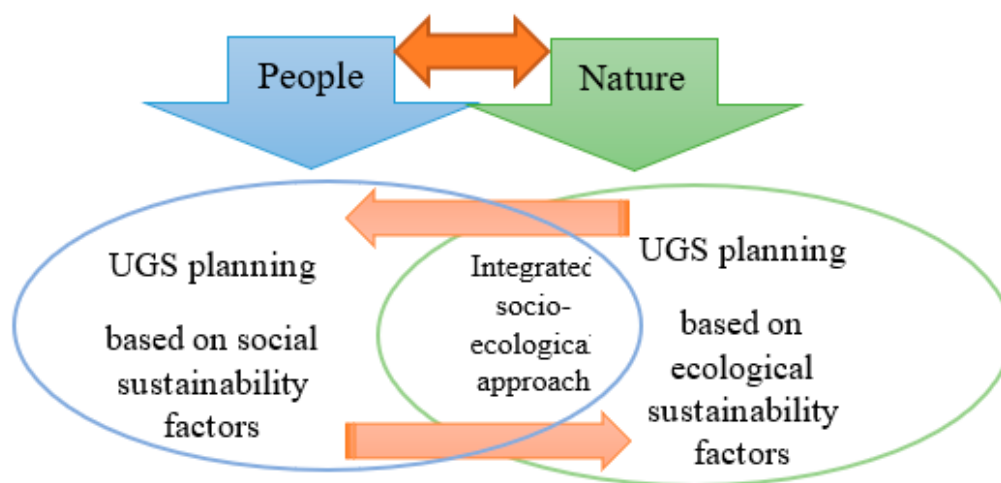 People
Nature
UGS planning
based on social
sustainability
factors
Integrated
socio-
ecological
approach
UGS planning
based on
ecological
sustainability
factors